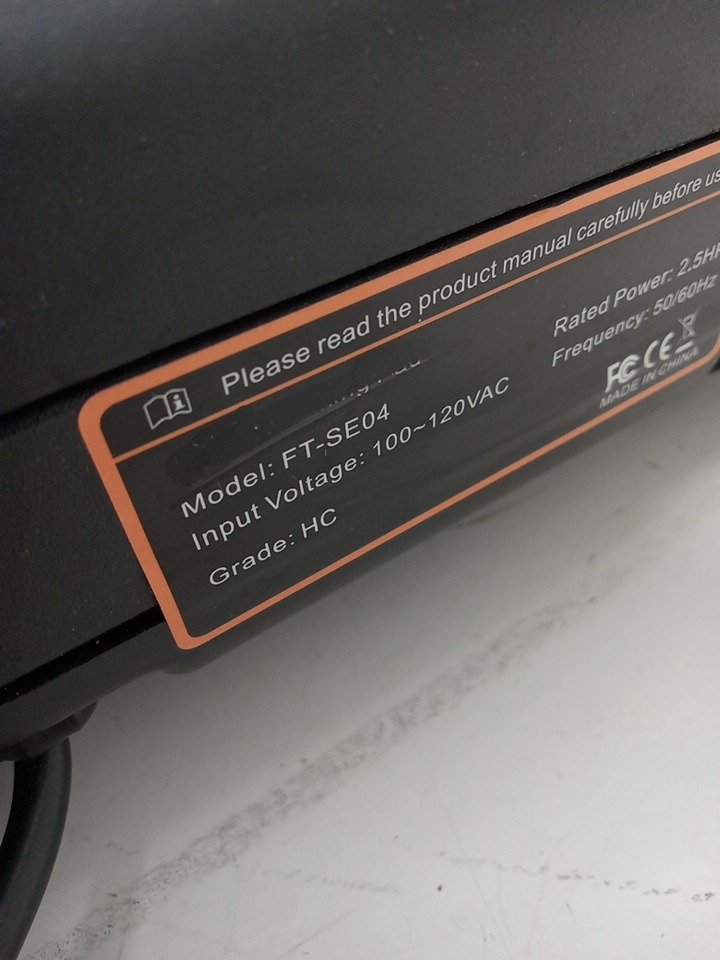 Please read the product manual carefully before us
Model: FT-SE04
Rated Power: 2.5HP
Input Voltage: 100~120VAC
Frequency: 50/60Hz
Grade: HC
FC CE
MADE IN CHINA